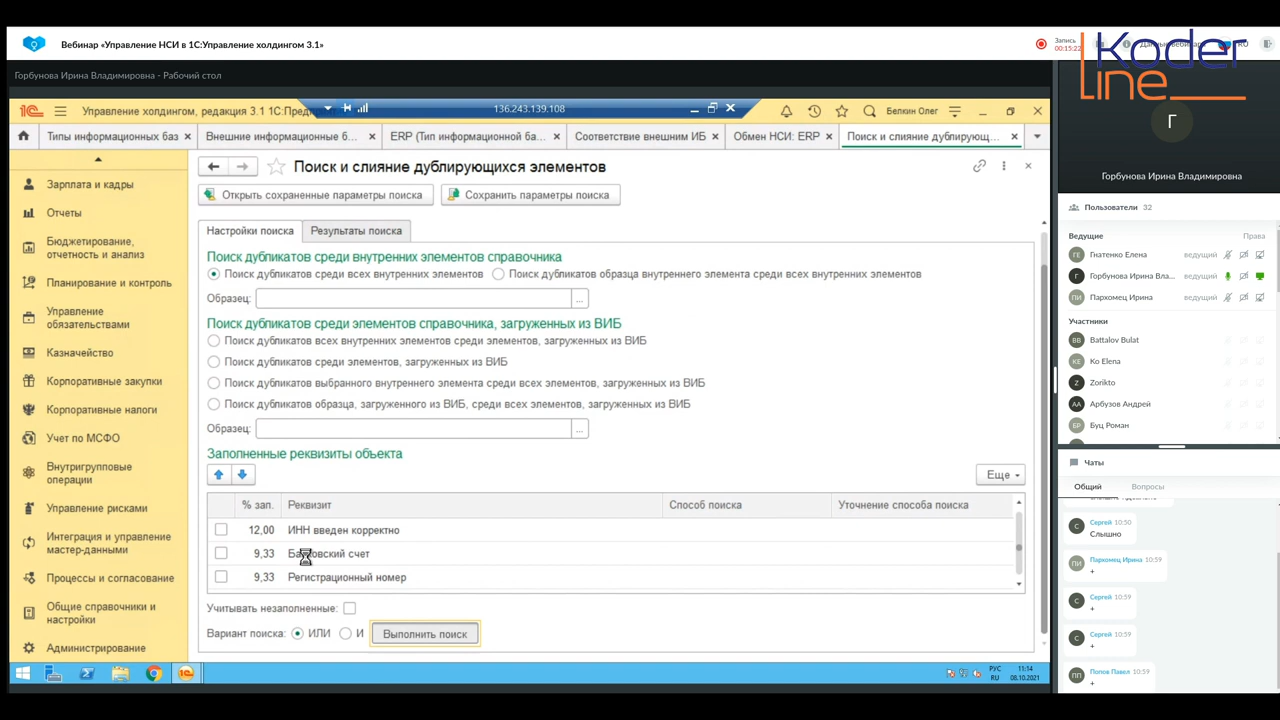 Вебинар «Управление НСИ в 1С:Управление холдингом 3.1»
Запись
00:15:22
RU
Koder
line
Горбунова Ирина Владимировна - Рабочий стол
1С
Управление холдингом, редакция 3.1 1С:Пред
136.243.139.108
Белкин Олег
Типы информационных баз
Внешние информационные б...
ERP (Тип информационной ба...
Соответствие внешним ИБ
Обмен НСИ: ERP
Поиск и слияние дублирующ...
Г
Горбунова Ирина Владимировна
Зарплата и кадры
Отчеты
Бюджетирование,
отчетность и анализ
Планирование и контроль
Управление
обязательствами
Казначейство
Корпоративные закупки
Корпоративные налоги
Учет по МСФО
Внутригрупповые
операции
Управление рисками
Интеграция и управление
мастер-данными
Процессы и согласование
Общие справочники и
настройки
Администрирование
Поиск и слияние дублирующихся элементов
Открыть сохраненные параметры поиска
Сохранить параметры поиска
Настройки поиска
Результаты поиска
Поиск дубликатов среди внутренних элементов справочника
Поиск дубликатов среди всех внутренних элементов
Поиск дубликатов образца внутреннего элемента среди всех внутренних элементов
Образец:
...
Поиск дубликатов среди элементов справочника, загруженных из ВИБ
Поиск дубликатов всех внутренних элементов среди элементов, загруженных из ВИБ
Поиск дубликатов среди элементов, загруженных из ВИБ
Поиск дубликатов выбранного внутреннего элемента среди всех элементов, загруженных из ВИБ
Поиск дубликатов образца, загруженного из ВИБ, среди всех элементов, загруженных из ВИБ
Образец:
...
Заполненные реквизиты объекта
Еще
% зап. Реквизит Способ поиска Уточнение способа поиска
12,00 ИНН введен корректно
9,33 Банковский счет
9,33 Регистрационный номер
Учитывать незаполненные:
Вариант поиска: ИЛИ И Выполнить поиск
РУС
RU
11:14
08.10.2021
Пользователи 32
Ведущие Права
Гнатенко Елена ведущий
Г Горбунова Ирина Вла... ведущий
ПИ Пархомец Ирина ведущий
Участники
BB Battalov Bulat
KE Ko Elena
Z Zorikto
АА Арбузов Андрей
БР Буц Роман
Чаты
Общий Вопросы
С Сергей 10:50
Слышно
ПИ Пархомец Ирина 10:59
+
С Сергей 10:59
+
С Сергей 10:59
+
ПП Попов Павел 10:59
+